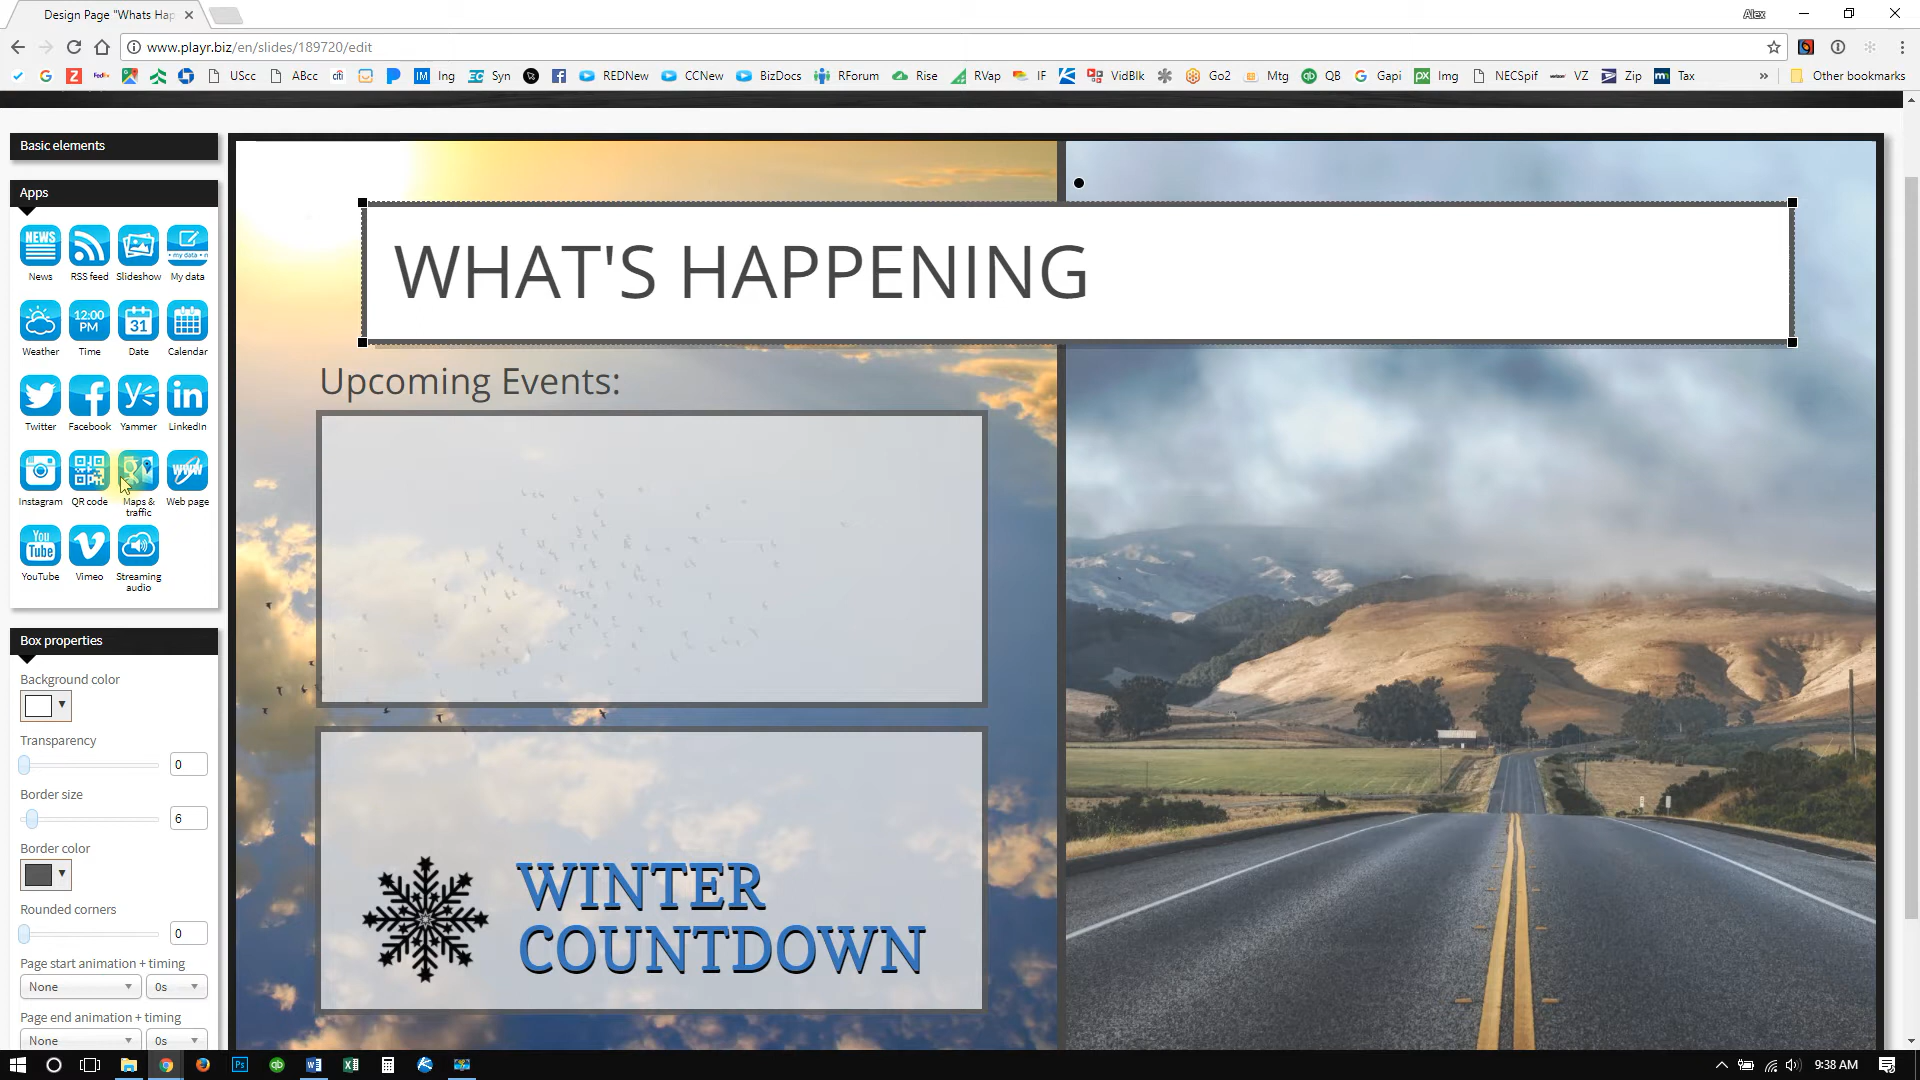 Design Page "Whats Hap
Alex
www.playr.biz/en/slides/189720/edit
UScc ABcc Ing Syn REDNew CCNew BizDocs RForum Rise RVap IF VidBlk Go2 Mtg QB Gapi Img NECSpif VZ Zip Tax » Other bookmarks
Basic elements
Apps
NEWS
my data
News RSS feed Slideshow My data
12:00 PM 31
Weather Time Date Calendar
Twitter Facebook Yammer LinkedIn
www
Instagram QR code Maps & traffic Web page
You Tube
YouTube Vimeo Streaming audio
Box properties
Background color
Transparency
0
Border size
6
Border color
Rounded corners
0
Page start animation + timing
None 0s
Page end animation + timing
None 0s
WHAT'S HAPPENING
Upcoming Events:
WINTER
COUNTDOWN
9:38 AM